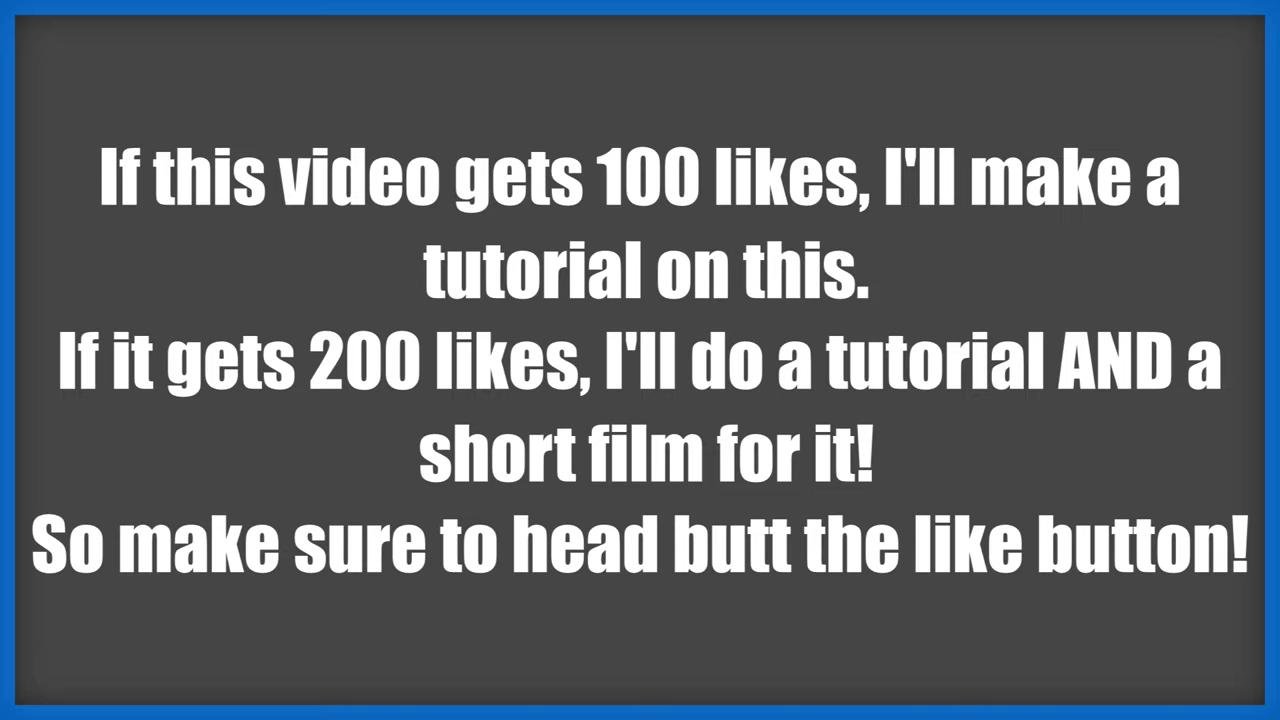 If this video gets 100 likes, I'll make a
tutorial on this.
If it gets 200 likes, I'll do a tutorial AND a
short film for it!
So make sure to head butt the like button!